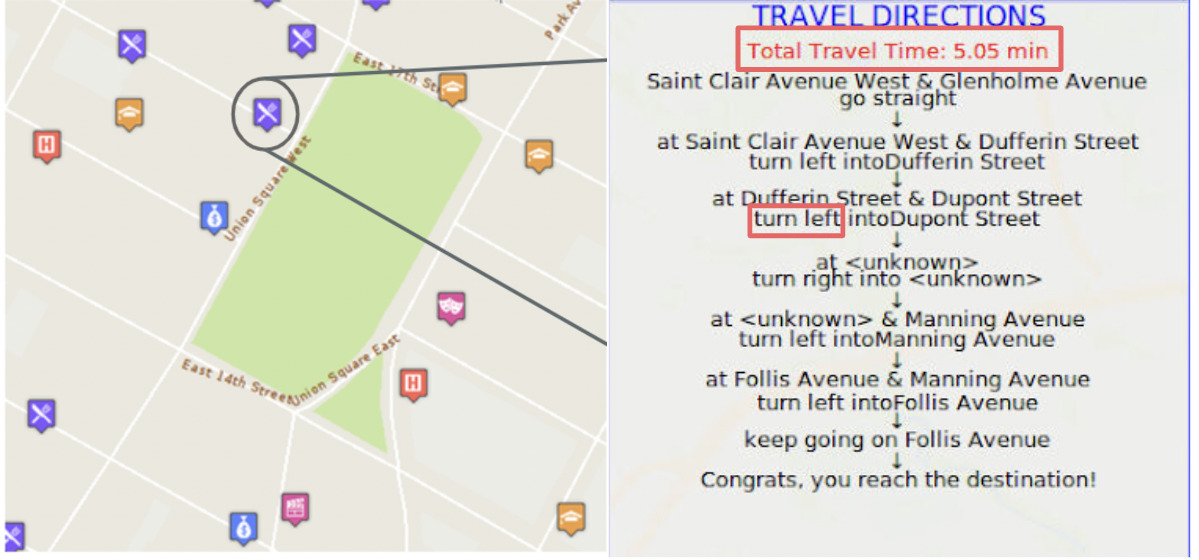 Park Av
East 17th St
Union Square West
Union Square East
East 14th Street
H
H
$
$
TRAVEL DIRECTIONS
Total Travel Time: 5.05 min
Saint Clair Avenue West & Glenholme Avenue
go straight
↓
at Saint Clair Avenue West & Dufferin Street
turn left intoDufferin Street
↓
at Dufferin Street & Dupont Street
turn left intoDupont Street
↓
at <unknown>
turn right into <unknown>
↓
at <unknown> & Manning Avenue
turn left intoManning Avenue
↓
at Follis Avenue & Manning Avenue
turn left intoFollis Avenue
↓
keep going on Follis Avenue
↓
Congrats, you reach the destination!